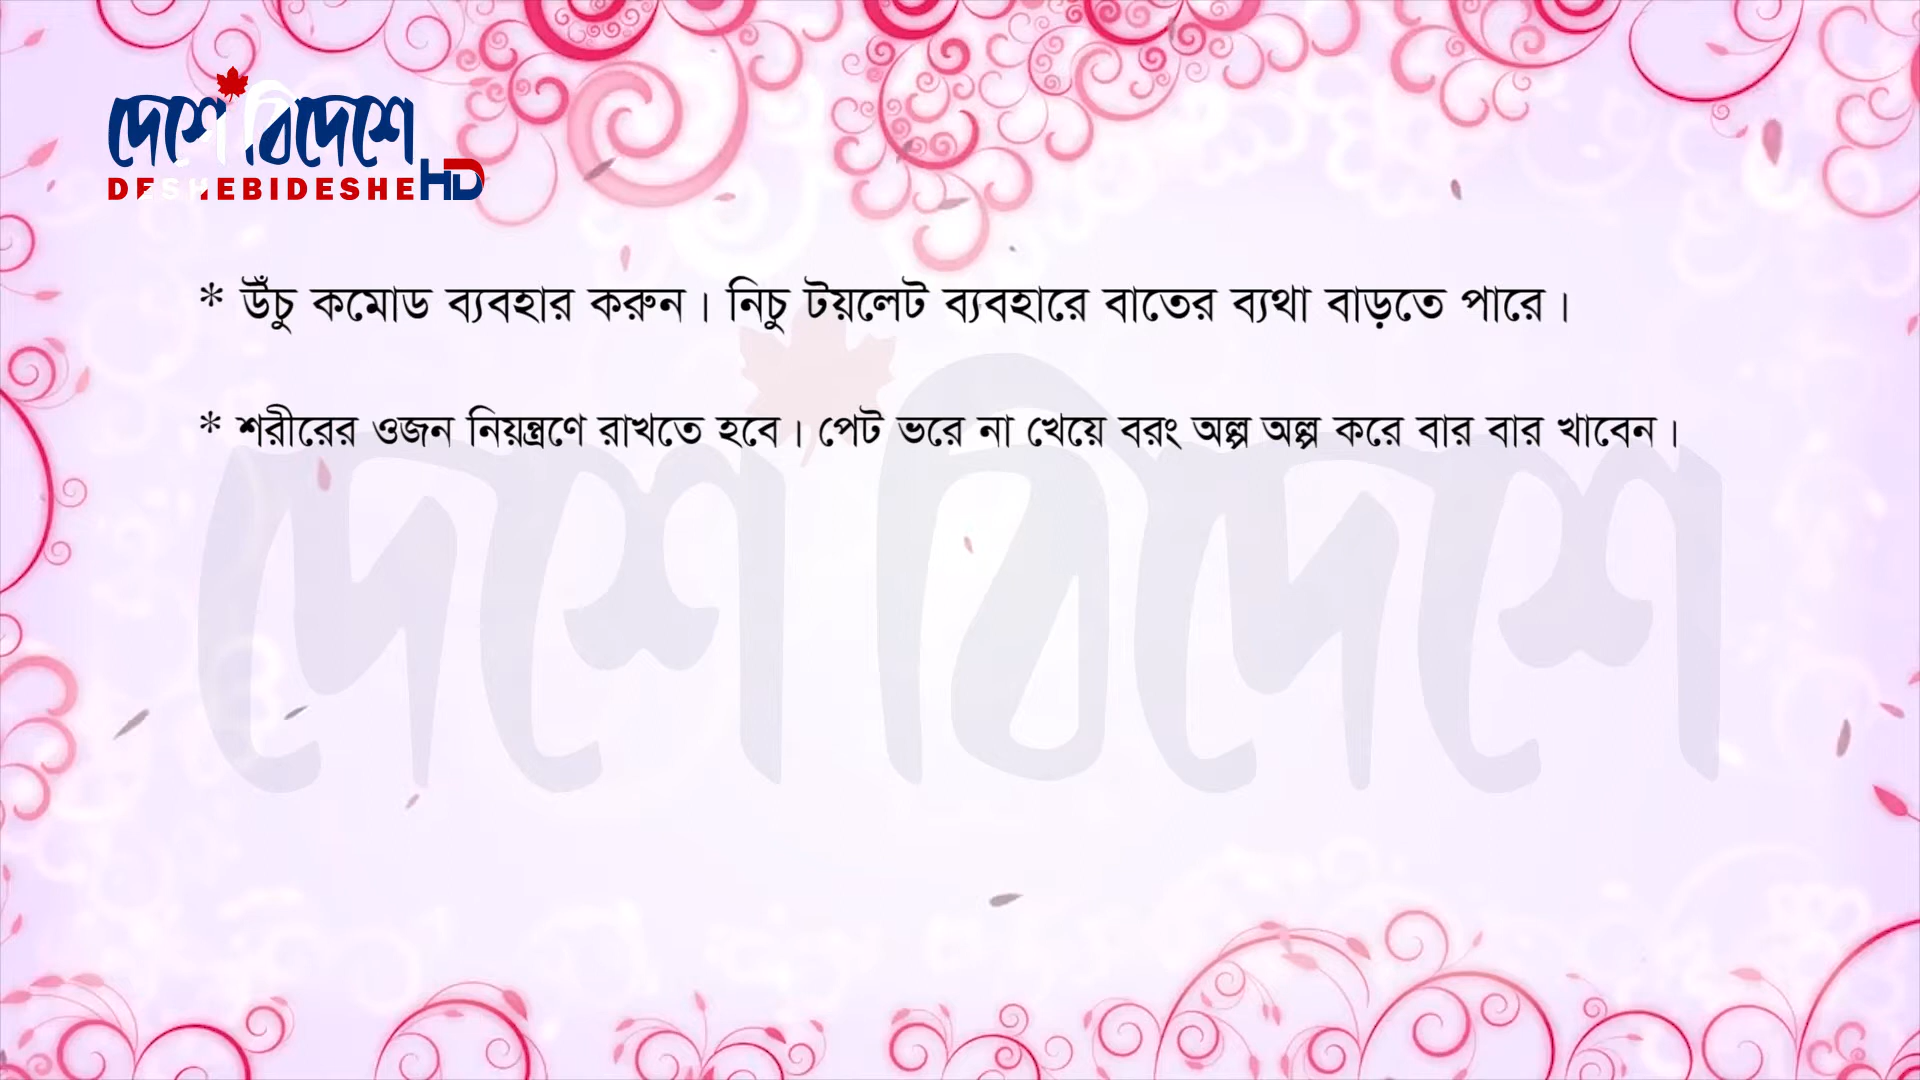 দেশে বিদেশে
DESHEBIDESHE HD
* উঁচু কমোড ব্যবহার করুন। নিচু টয়লেট ব্যবহারে বাতের ব্যথা বাড়তে পারে।
* শরীরের ওজন নিয়ন্ত্রণে রাখতে হবে। পেট ভরে না খেয়ে বরং অল্প অল্প করে বার বার খাবেন।
দেশে বিদেশে